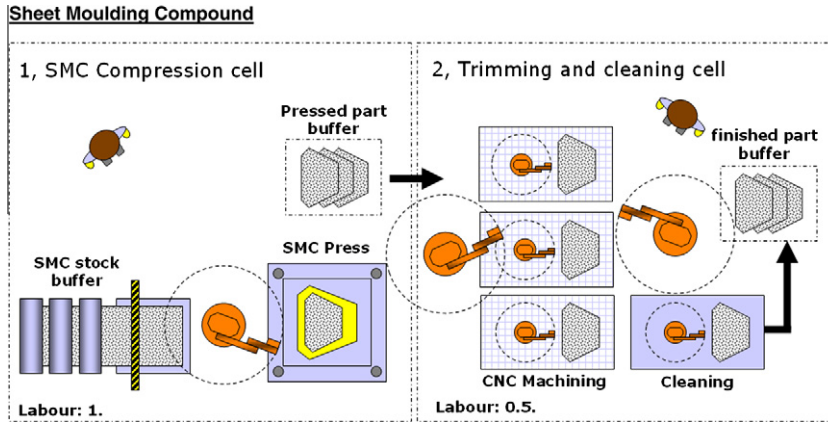 Sheet Moulding Compound
1, SMC Compression cell
Pressed part
buffer
SMC stock
buffer
SMC Press
Labour: 1.
2, Trimming and cleaning cell
finished part
buffer
CNC Machining
Cleaning
Labour: 0.5.